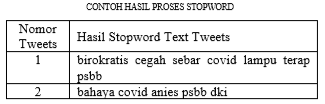 CONTOH HASIL PROSES STOPWORD
Nomor Tweets Hasil Stopword Text Tweets
1 birokratis cegah sebar covid lampu terap
psbb
2 bahaya covid anies psbb dki